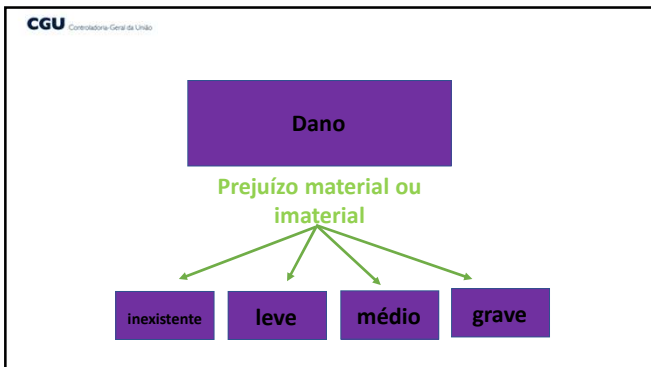 CGU Controladoria-Geral da União
Dano
Prejuízo material ou
imaterial
inexistente
leve
médio
grave